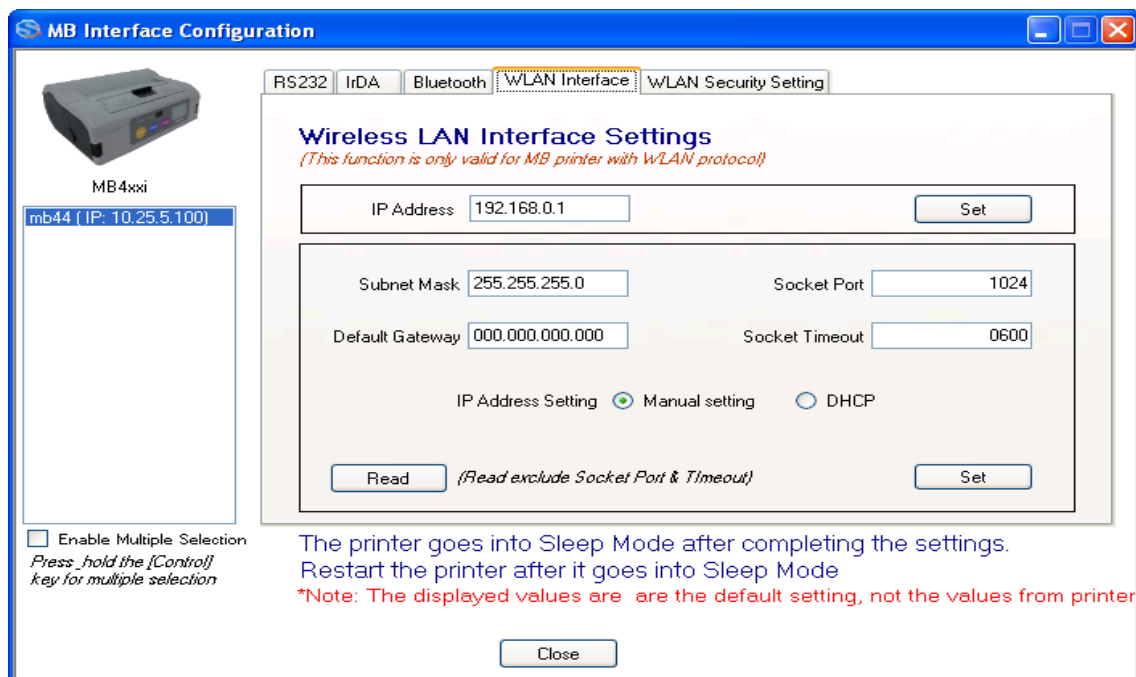 MB Interface Configuration
RS232 IrDA Bluetooth WLAN Interface WLAN Security Setting
Wireless LAN Interface Settings
(This function is only valid for MB printer with WLAN protocol)
MB4xxi
mb44 ( IP: 10.25.5.100)
IP Address 192.168.0.1 Set
Subnet Mask 255.255.255.0 Socket Port 1024
Default Gateway 000.000.000.000 Socket Timeout 0600
IP Address Setting Manual setting DHCP
Read (Read exclude Socket Port & Timeout) Set
Enable Multiple Selection
Press_hold the [Control]
key for multiple selection
The printer goes into Sleep Mode after completing the settings.
Restart the printer after it goes into Sleep Mode
*Note: The displayed values are are the default setting, not the values from printer
Close